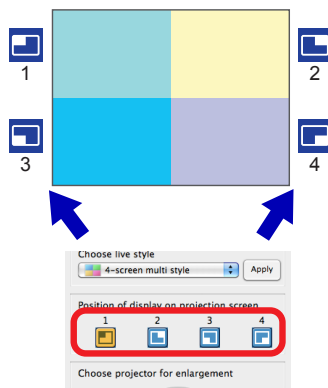 1
2
3
4
Choose live style
4-screen multi style
Apply
Position of display on projection screen
1 2 3 4
Choose projector for enlargement